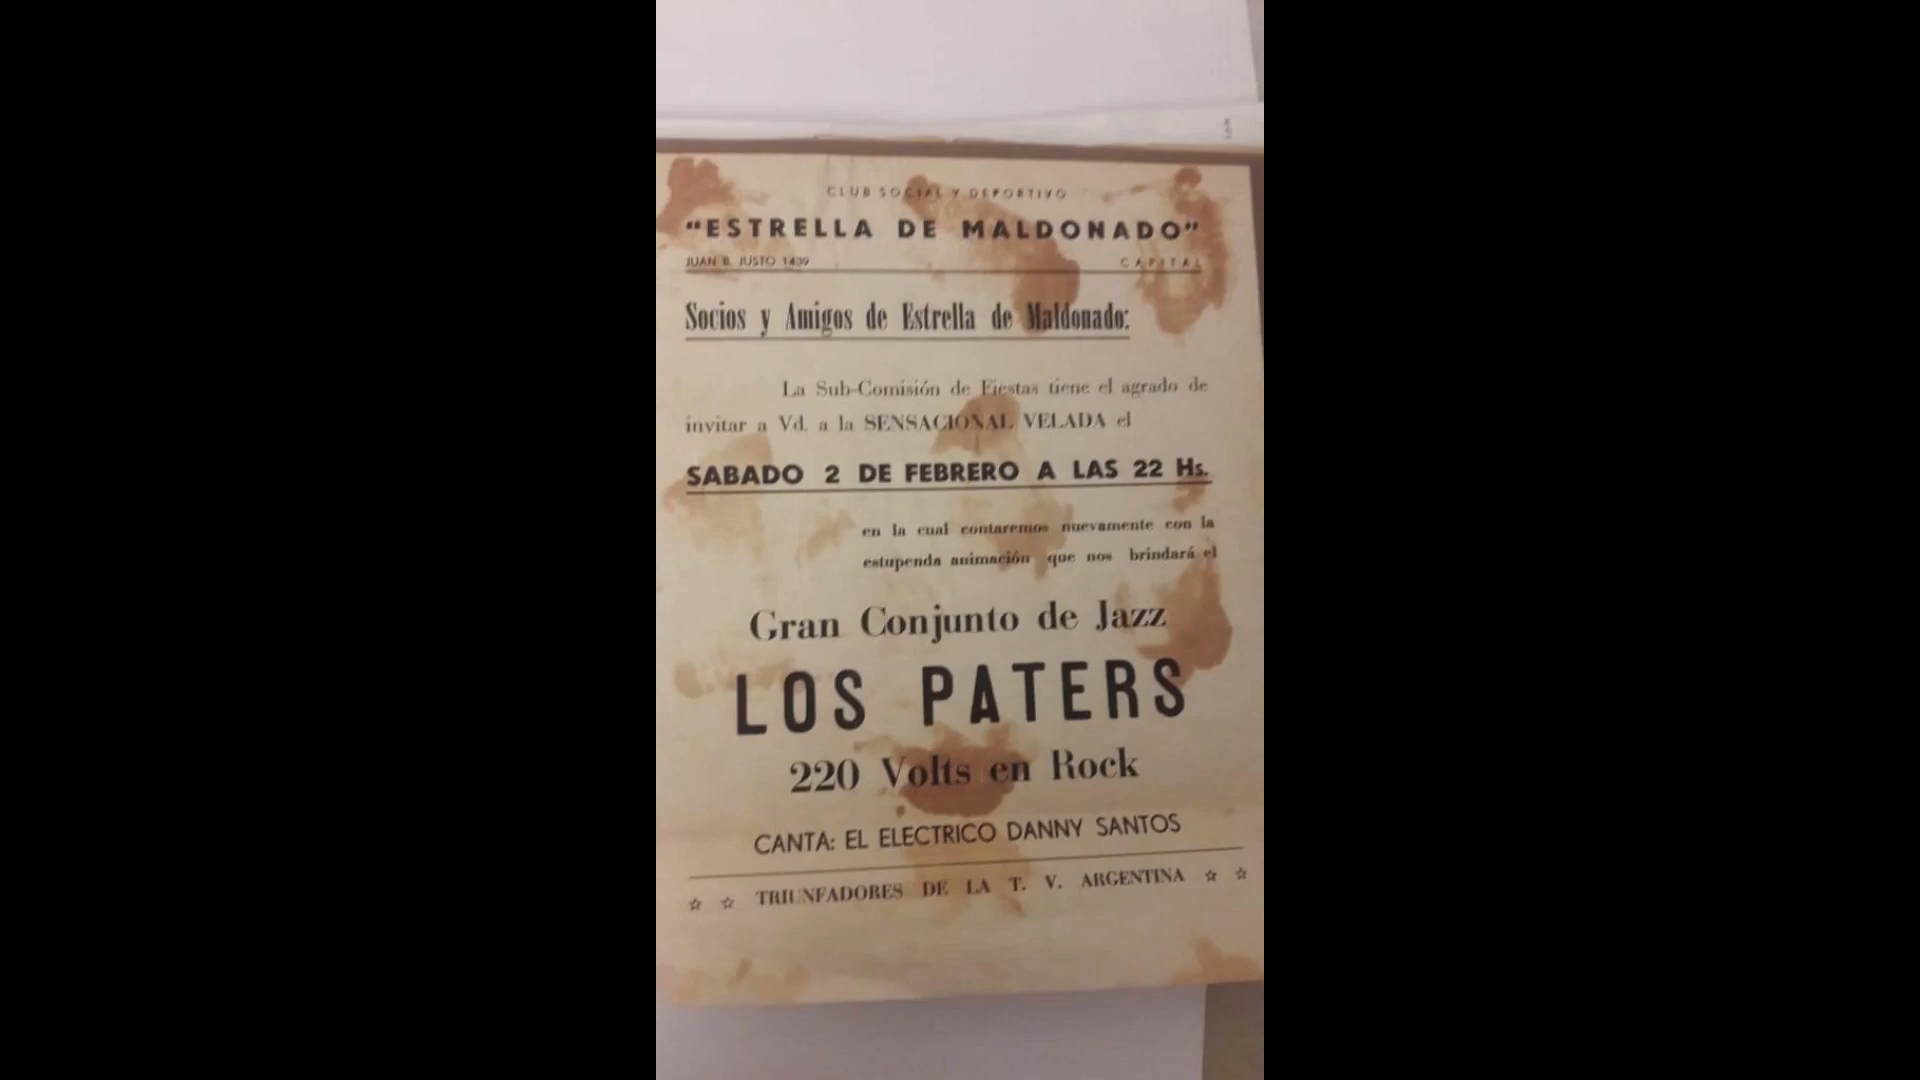 CLUB SOCIAL Y DEPORTIVO
"ESTRELLA DE MALDONADO"
JUAN B. JUSTO 1439 CAPITAL
Socios y Amigos de Estrella de Maldonado:
La Sub-Comisión de Fiestas tiene el agrado de
invitar a Vd. a la SENSACIONAL VELADA el
SABADO 2 DE FEBRERO A LAS 22 Hs.
en la cual contaremos nuevamente con la
estupenda animación que nos brindará el
Gran Conjunto de Jazz
LOS PATERS
220 Volts en Rock
CANTA: EL ELECTRICO DANNY SANTOS
☆ ☆ TRIUNFADORES DE LA T. V. ARGENTINA ☆ ☆